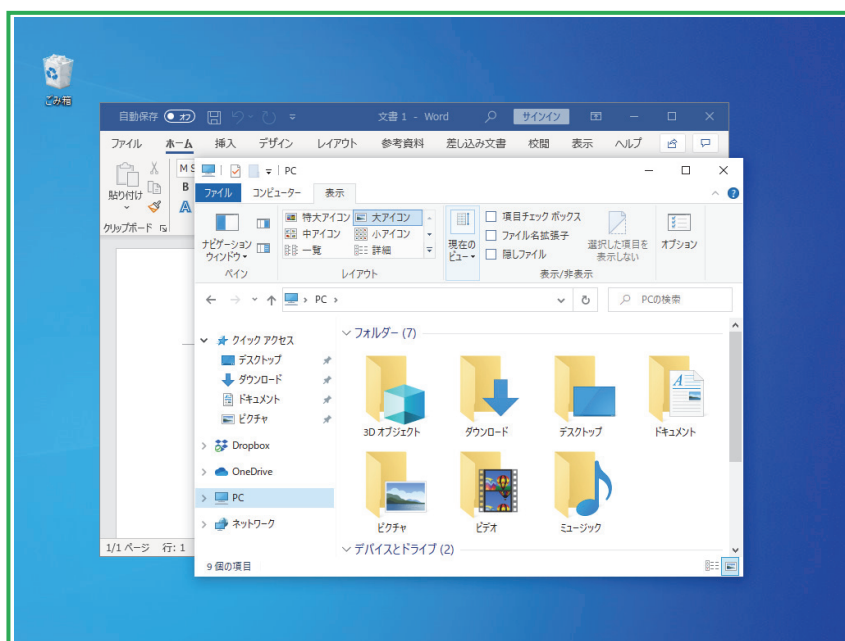 ごみ箱
自動保存 オフ 文書 1 - Word サインイン
ファイル ホーム 挿入 デザイン レイアウト 参考資料 差し込み文書 校閲 表示 ヘルプ
貼り付け
クリップボード
M S
B
A
1/1 ページ 行: 1
PC
ファイル コンピューター 表示
ナビゲーション
ウィンドウ
特大アイコン 大アイコン
中アイコン 小アイコン
一覧 詳細
現在の
ビュー
項目チェック ボックス
ファイル名拡張子
隠しファイル
選択した項目を
表示しない
オプション
ペイン レイアウト 表示/非表示
PC
PCの検索
クイック アクセス
デスクトップ
ダウンロード
ドキュメント
ピクチャ
Dropbox
OneDrive
PC
ネットワーク
フォルダー (7)
3D オブジェクト ダウンロード デスクトップ ドキュメント
ピクチャ ビデオ ミュージック
デバイスとドライブ (2)
9 個の項目